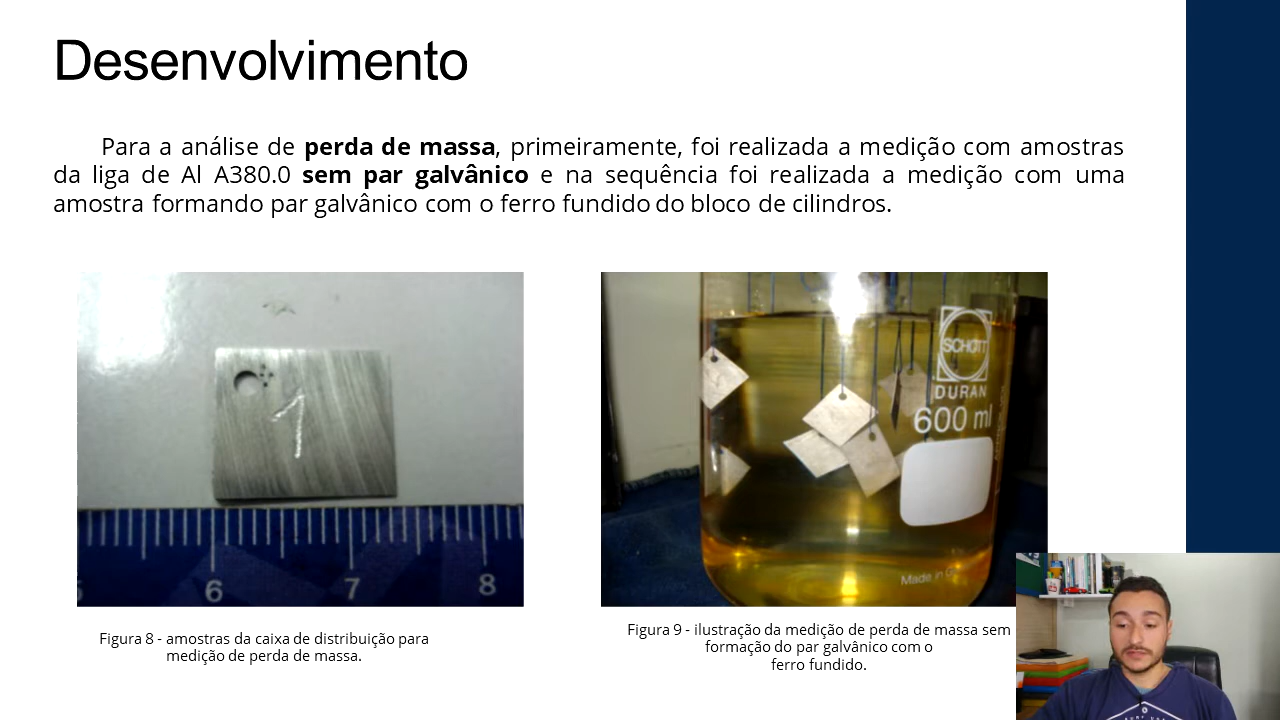 Desenvolvimento
Para a análise de perda de massa, primeiramente, foi realizada a medição com amostras
da liga de Al A380.0 sem par galvânico e na sequência foi realizada a medição com uma
amostra formando par galvânico com o ferro fundido do bloco de cilindros.
1
6 7 8
SCHOTT
DURAN
600 ml
Made in
Figura 8 - amostras da caixa de distribuição para
medição de perda de massa.
Figura 9 - ilustração da medição de perda de massa sem
formação do par galvânico com o
ferro fundido.